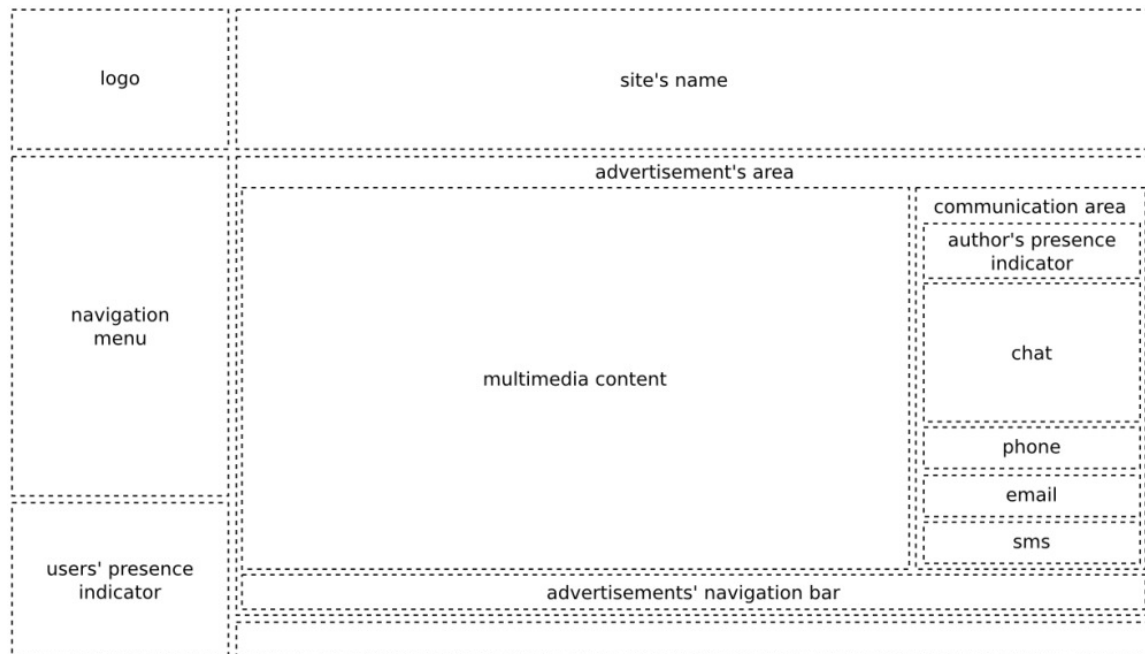 logo
site's name
advertisement's area
communication area
author's presence
indicator
navigation
menu
chat
multimedia content
phone
email
sms
users' presence
indicator
advertisements' navigation bar